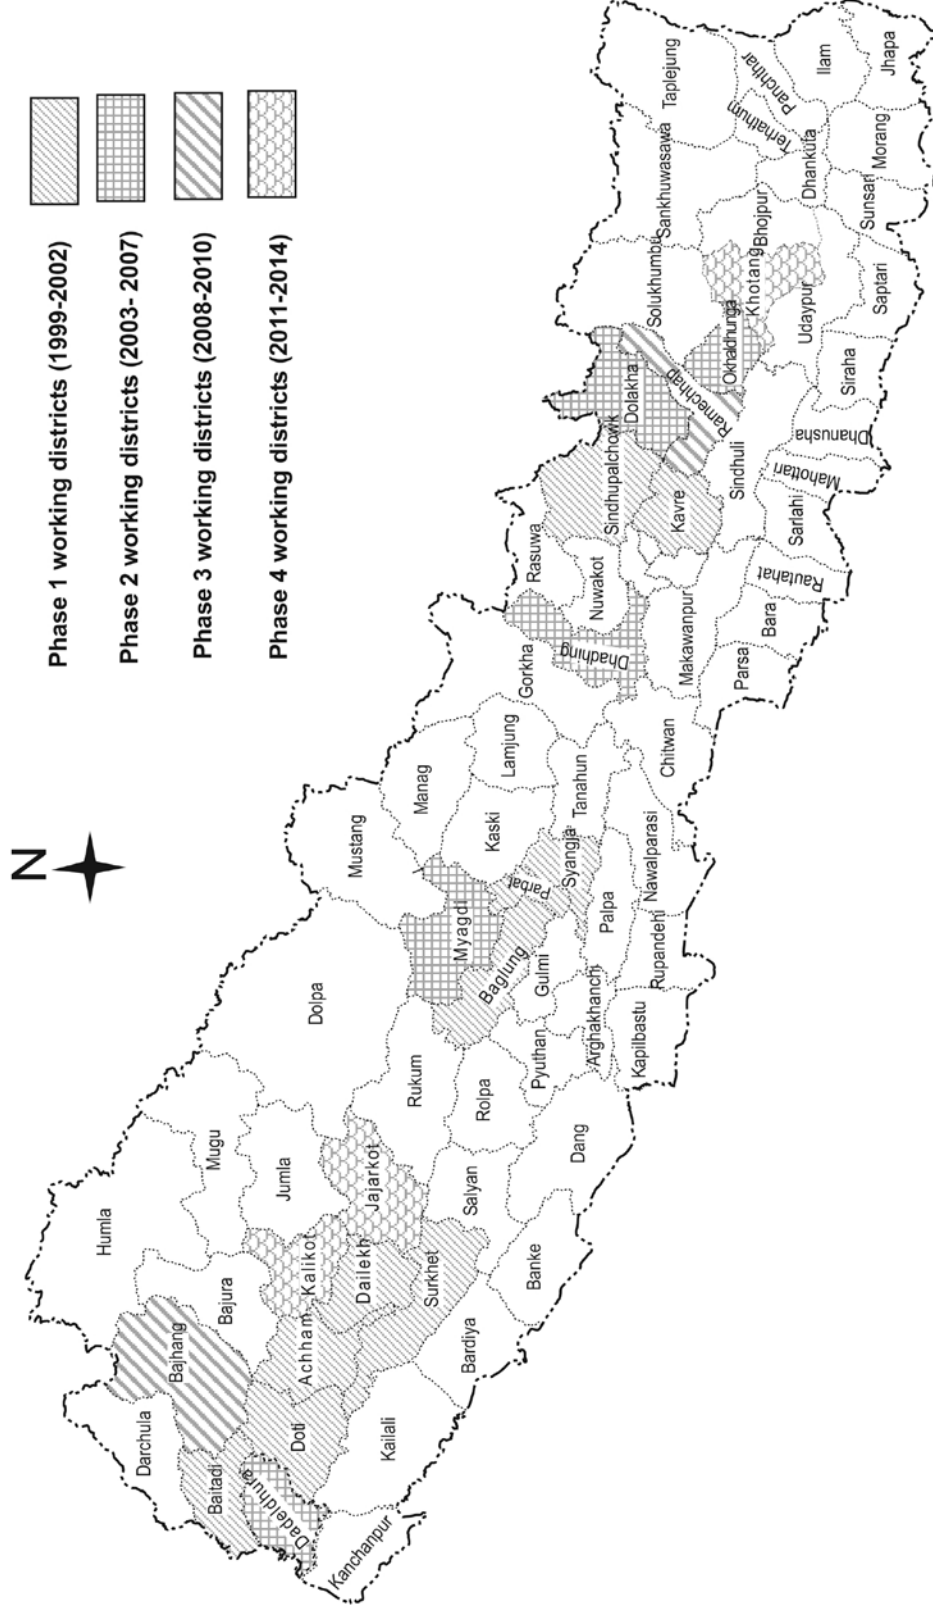 N
Phase 1 working districts (1999-2002)
Phase 2 working districts (2003- 2007)
Phase 3 working districts (2008-2010)
Phase 4 working districts (2011-2014)
Humla
Darchula
Bajhang
Mugu
Bajura
Baitadi
Jumla
Dolpa
Dadeldhura
Doti
Achham
Kalikot
Mustang
Kanchanpur
Kailali
Dailekh
Jajarkot
Rukum
Manag
Surkhet
Myagdi
Bardiya
Salyan
Rolpa
Baglung
Kaski
Lamjung
Gorkha
Parbat
Banke
Dang
Pyuthan
Gulmi
Syangja
Tanahun
Rasuwa
Arghakhanchi
Palpa
Dhadning
Nuwakot
Sindhupalchowk
Dolakha
Kapilbastu
Rupandehi
Nawalparasi
Chitwan
Makawanpur
Kavre
Ramechhap
Solukhumbu
Sankhuwasawa
Taplejung
Parsa
Bara
Rautahat
Sarlahi
Sindhuli
Okhaldhunga
Khotang
Bhojpur
Terhathum
Panchthar
Mahottari
Dhanusha
Siraha
Udaypur
Dhankuta
Ilam
Saptari
Sunsari
Morang
Jhapa